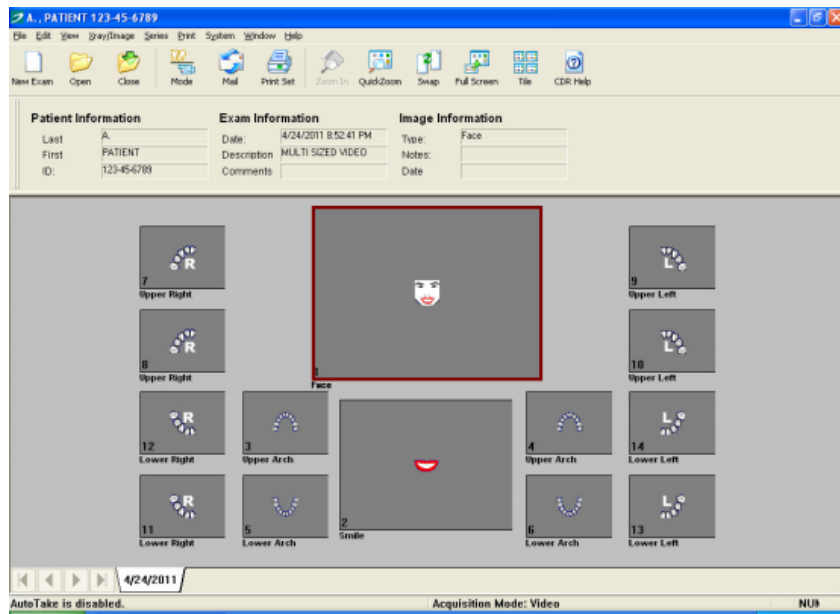 A., PATIENT 123-45-6789
File Edit View Xray/Image Series Print System Window Help
New Exam Open Close Mode Mail Print Set Zoom In QuickZoom Swap Full Screen Tile CDR Help
Patient Information Exam Information Image Information
Last A. Date: 4/24/2011 8:52:41 PM Type: Face
First PATIENT Description MULTI SIZED VIDEO Notes:
ID: 123-45-6789 Comments Date
R
7
Upper Right
1
Face
L
9
Upper Left
R
8
Upper Right
L
10
Upper Left
R
12
Lower Right
3
Upper Arch
2
Smile
4
Upper Arch
L
14
Lower Left
R
11
Lower Right
5
Lower Arch
6
Lower Arch
L
13
Lower Left
4/24/2011
AutoTake is disabled. Acquisition Mode: Video